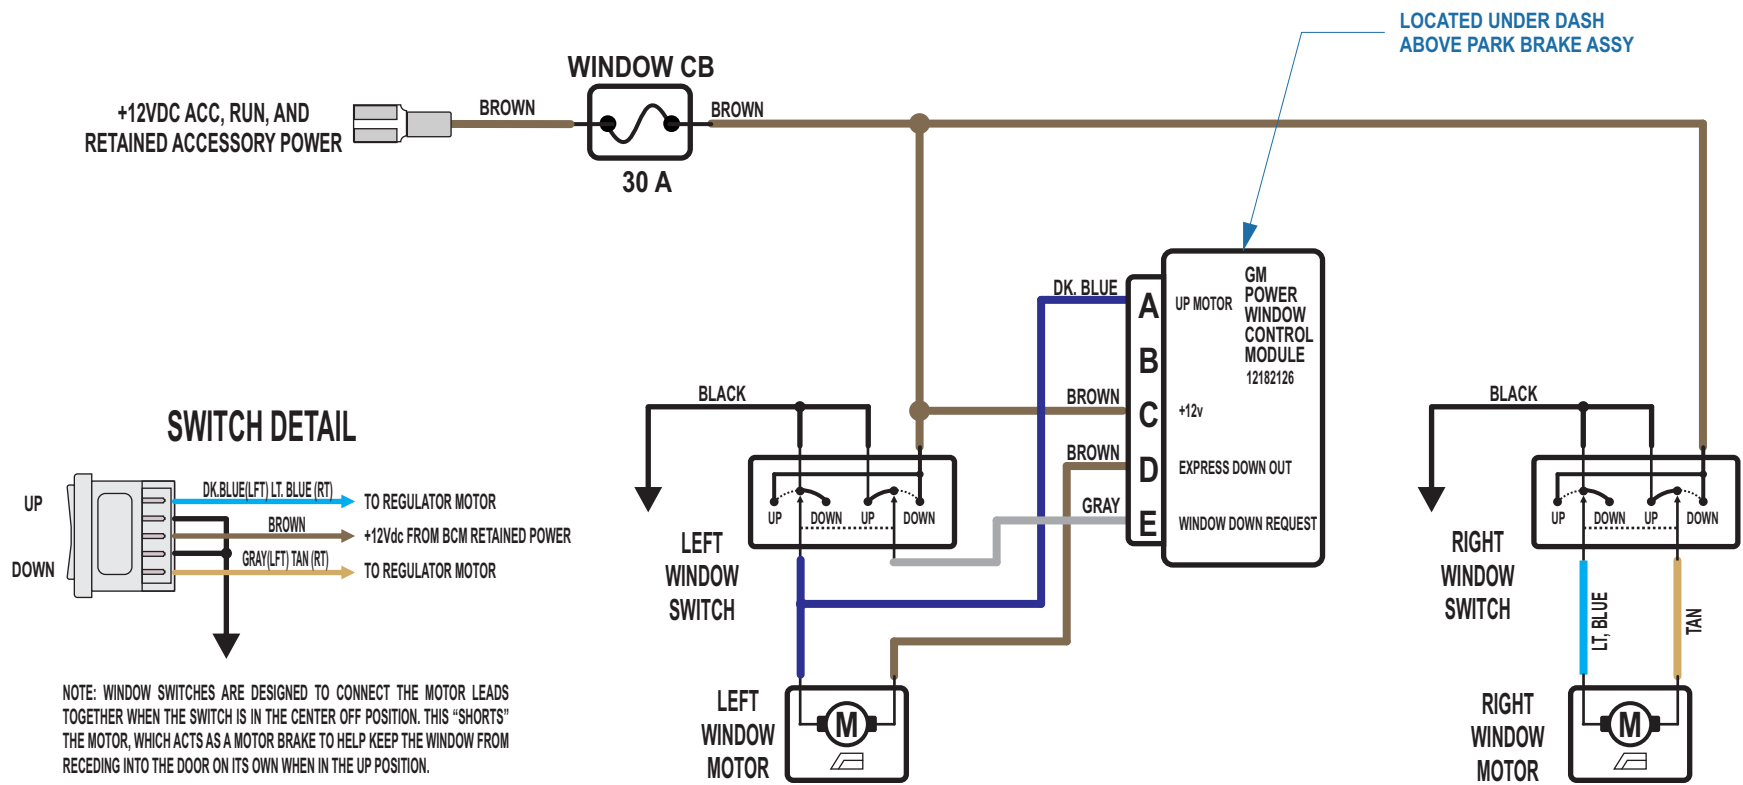 LOCATED UNDER DASH
ABOVE PARK BRAKE ASSY
WINDOW CB
+12VDC ACC, RUN, AND
RETAINED ACCESSORY POWER
BROWN
BROWN
30 A
DK. BLUE
A
UP MOTOR
GM
POWER
WINDOW
CONTROL
MODULE
12182126
B
BROWN
C
+12v
BROWN
D
EXPRESS DOWN OUT
GRAY
E
WINDOW DOWN REQUEST
BLACK
UP
DOWN
UP
DOWN
LEFT
WINDOW
SWITCH
LEFT
WINDOW
MOTOR
M
BLACK
UP
DOWN
UP
DOWN
RIGHT
WINDOW
SWITCH
LT, BLUE
TAN
RIGHT
WINDOW
MOTOR
M
SWITCH DETAIL
UP
DOWN
DK.BLUE(LFT) LT. BLUE (RT)
TO REGULATOR MOTOR
BROWN
+12Vdc FROM BCM RETAINED POWER
GRAY(LFT) TAN (RT)
TO REGULATOR MOTOR
NOTE: WINDOW SWITCHES ARE DESIGNED TO CONNECT THE MOTOR LEADS
TOGETHER WHEN THE SWITCH IS IN THE CENTER OFF POSITION. THIS “SHORTS”
THE MOTOR, WHICH ACTS AS A MOTOR BRAKE TO HELP KEEP THE WINDOW FROM
RECEDING INTO THE DOOR ON ITS OWN WHEN IN THE UP POSITION.